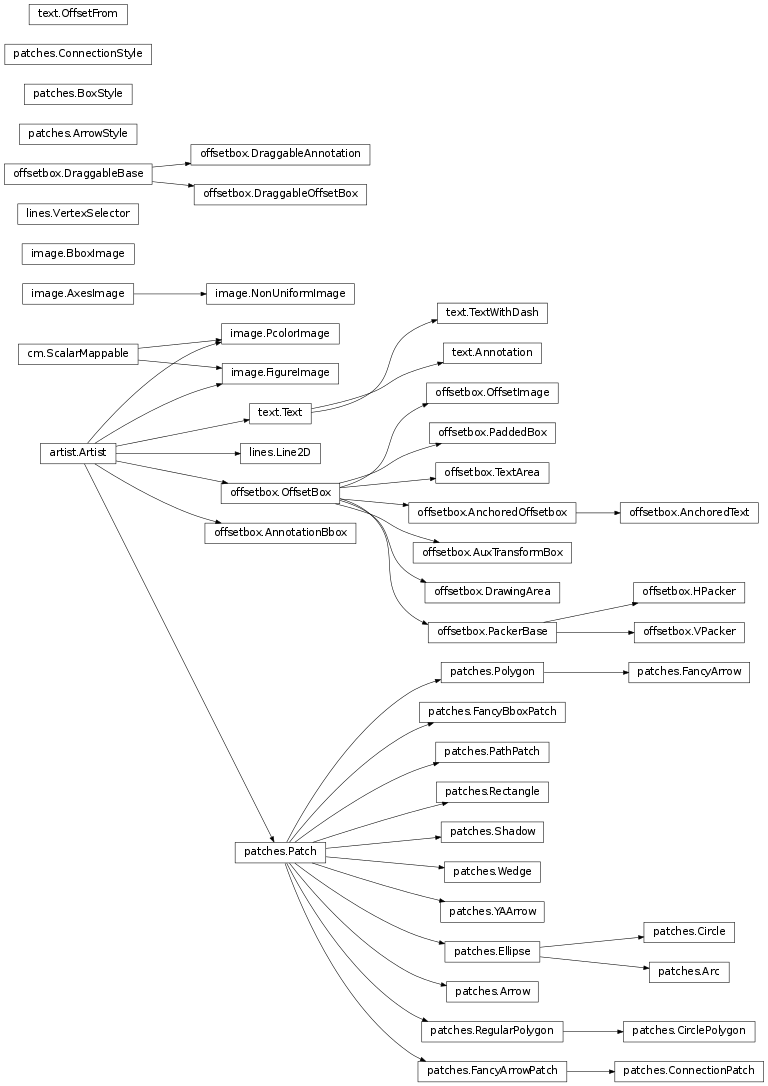 text.OffsetFrom
patches.ConnectionStyle
patches.BoxStyle
patches.ArrowStyle
offsetbox.DraggableAnnotation
offsetbox.DraggableBase
offsetbox.DraggableOffsetBox
lines.VertexSelector
image.BboxImage
image.AxesImage
image.NonUniformImage
text.TextWithDash
image.PcolorImage
cm.ScalarMappable
text.Annotation
image.FigureImage
offsetbox.OffsetImage
text.Text
offsetbox.PaddedBox
artist.Artist
lines.Line2D
offsetbox.TextArea
offsetbox.OffsetBox
offsetbox.AnchoredOffsetbox
offsetbox.AnchoredText
offsetbox.AnnotationBbox
offsetbox.AuxTransformBox
offsetbox.DrawingArea
offsetbox.HPacker
offsetbox.PackerBase
offsetbox.VPacker
patches.Polygon
patches.FancyArrow
patches.FancyBboxPatch
patches.PathPatch
patches.Rectangle
patches.Shadow
patches.Patch
patches.Wedge
patches.YAArrow
patches.Circle
patches.Ellipse
patches.Arc
patches.Arrow
patches.RegularPolygon
patches.CirclePolygon
patches.FancyArrowPatch
patches.ConnectionPatch